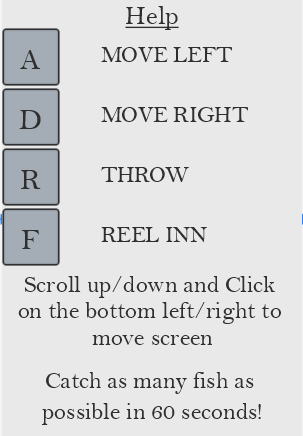 Help
A MOVE LEFT
D MOVE RIGHT
R THROW
F REEL INN
Scroll up/down and Click
on the bottom left/right to
move screen
Catch as many fish as
possible in 60 seconds!